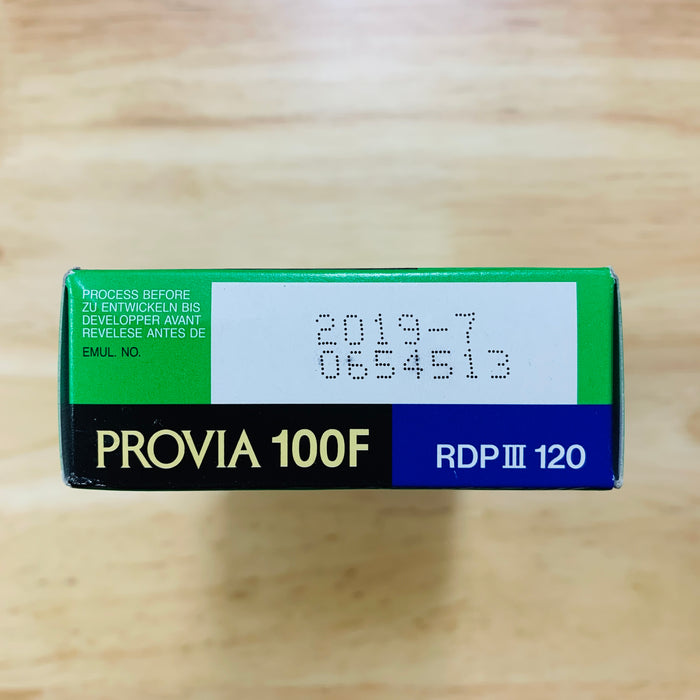 PROCESS BEFORE
ZU ENTWICKELN BIS
DEVELOPPER AVANT
REVELESE ANTES DE
EMUL. NO.
2019-7
0654513
PROVIA 100F
RDP III 120